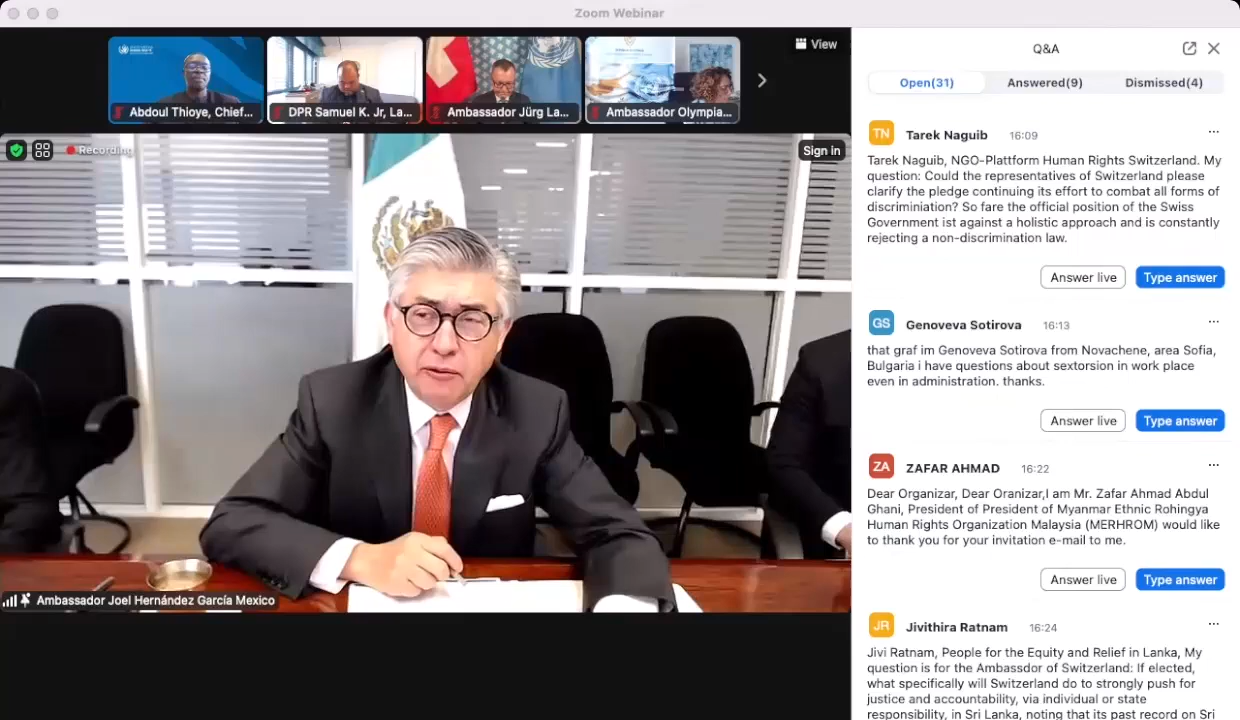 Zoom Webinar
View
Abdoul Thioye, Chief...
DPR Samuel K. Jr, La...
Ambassador Jürg La...
Ambassador Olympia...
Recording
Sign in
Ambassador Joel Hernández García Mexico
Q&A
Open(31)
Answered(9)
Dismissed(4)
TN
Tarek Naguib
16:09
Tarek Naguib, NGO-Plattform Human Rights Switzerland. My
question: Could the representatives of Switzerland please
clarify the pledge continuing its effort to combat all forms of
discriminiation? So fare the official position of the Swiss
Government ist against a holistic approach and is constantly
rejecting a non-discrimination law.
Answer live
Type answer
GS
Genoveva Sotirova
16:13
that graf im Genoveva Sotirova from Novachene, area Sofia,
Bulgaria i have questions about sextorsion in work place
even in administration. thanks.
Answer live
Type answer
ZA
ZAFAR AHMAD
16:22
Dear Organizar, Dear Oranizar,I am Mr. Zafar Ahmad Abdul
Ghani, President of President of Myanmar Ethnic Rohingya
Human Rights Organization Malaysia (MERHROM) would like
to thank you for your invitation e-mail to me.
Answer live
Type answer
JR
Jivithira Ratnam
16:24
Jivi Ratnam, People for the Equity and Relief in Lanka, My
question is for the Ambassdor of Switzerland: If elected,
what specifically will Switzerland do to strongly push for
justice and accountability, via individual or state
responsibility, in Sri Lanka, noting that its past record on Sri